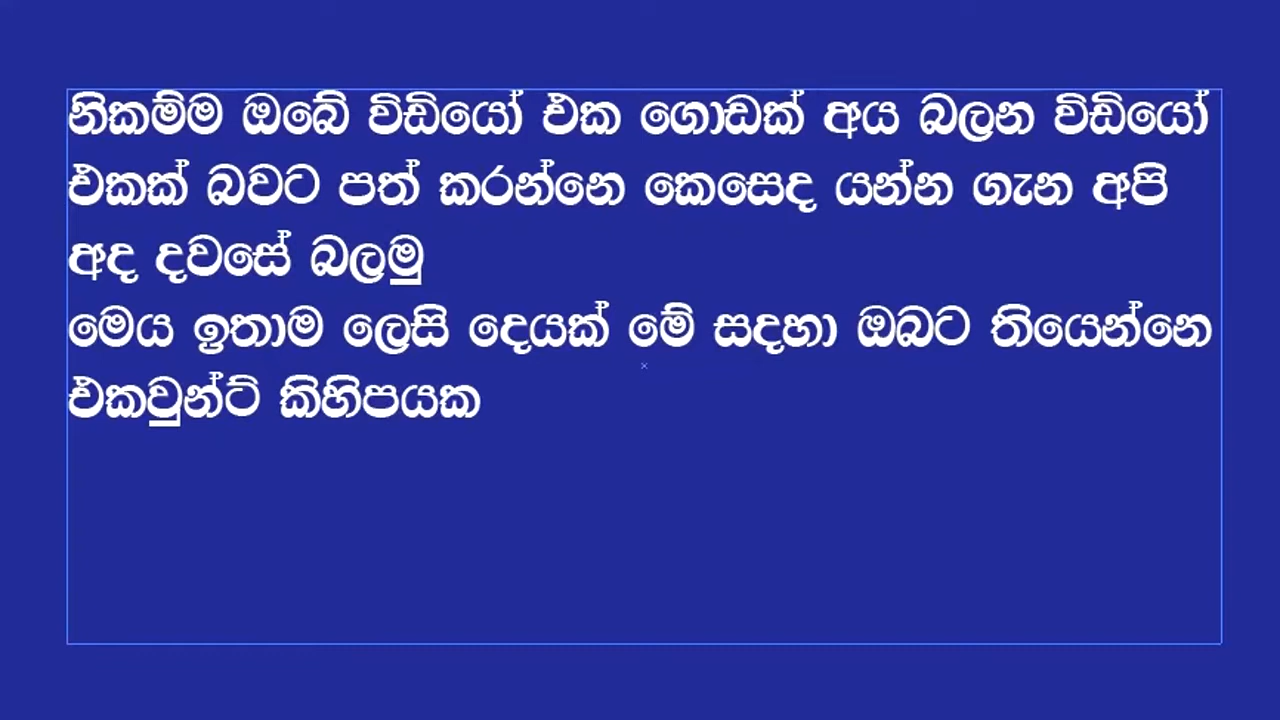 නිකම්ම ඔබේ විඩියෝ එක ගොඩක් අය බලන විඩියෝ
එකක් බවට පත් කරන්නෙ කෙසෙද යන්න ගැන අපි
අද දවසේ බලමු
මෙය ඉතාම ලෙසි දෙයක් මේ සදහා ඔබට තියෙන්නෙ
එකවුන්ට් කිහිපයක